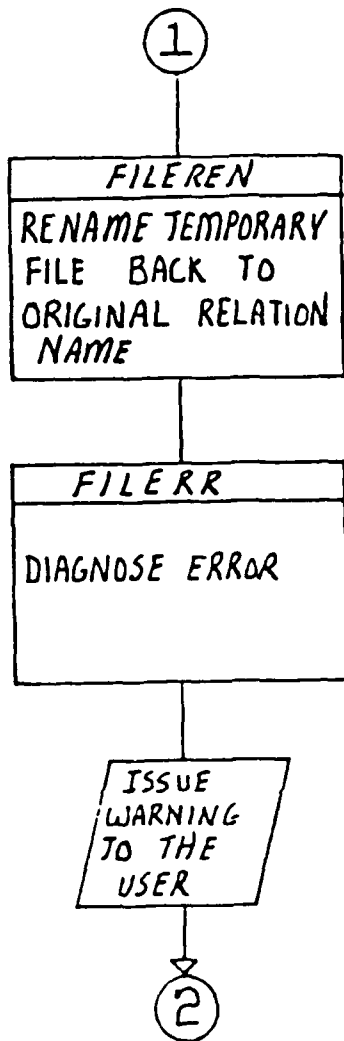 1
FILEREN
RENAME TEMPORARY
FILE BACK TO
ORIGINAL RELATION
NAME
FILERR
DIAGNOSE ERROR
ISSUE
WARNING
TO THE
USER
2